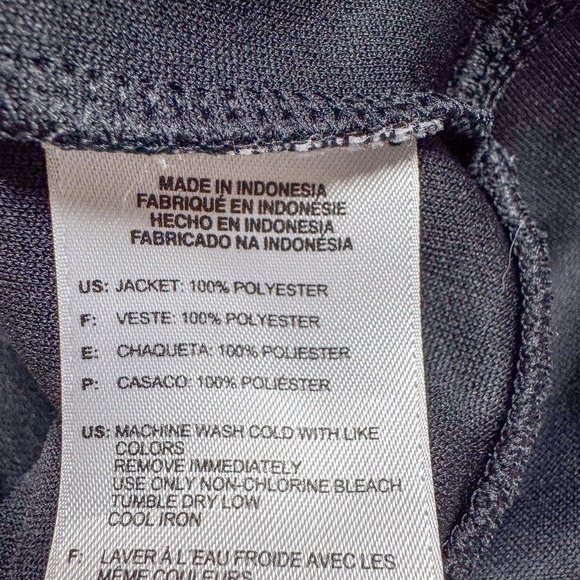 MADE IN INDONESIA
FABRIQUÉ EN INDONÉSIE
HECHO EN INDONESIA
FABRICADO NA INDONÉSIA
US: JACKET: 100% POLYESTER
F: VESTE: 100% POLYESTER
E: CHAQUETA: 100% POLIESTER
P: CASACO: 100% POLIÉSTER
US: MACHINE WASH COLD WITH LIKE
COLORS
REMOVE IMMEDIATELY
USE ONLY NON-CHLORINE BLEACH
TUMBLE DRY LOW
COOL IRON
F: LAVER À L'EAU FROIDE AVEC LES
MÊME COULEURS